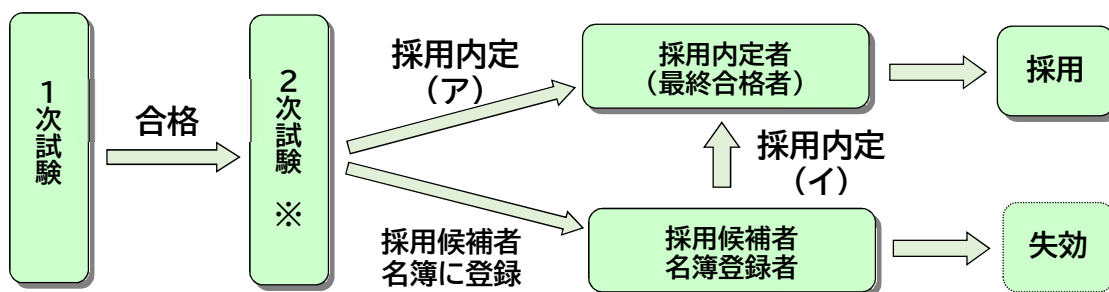 1次試験
合格
2次試験 ※
採用内定
（ア）
採用内定者
（最終合格者）
採用
採用内定
（イ）
採用候補者
名簿に登録
採用候補者
名簿登録者
失効